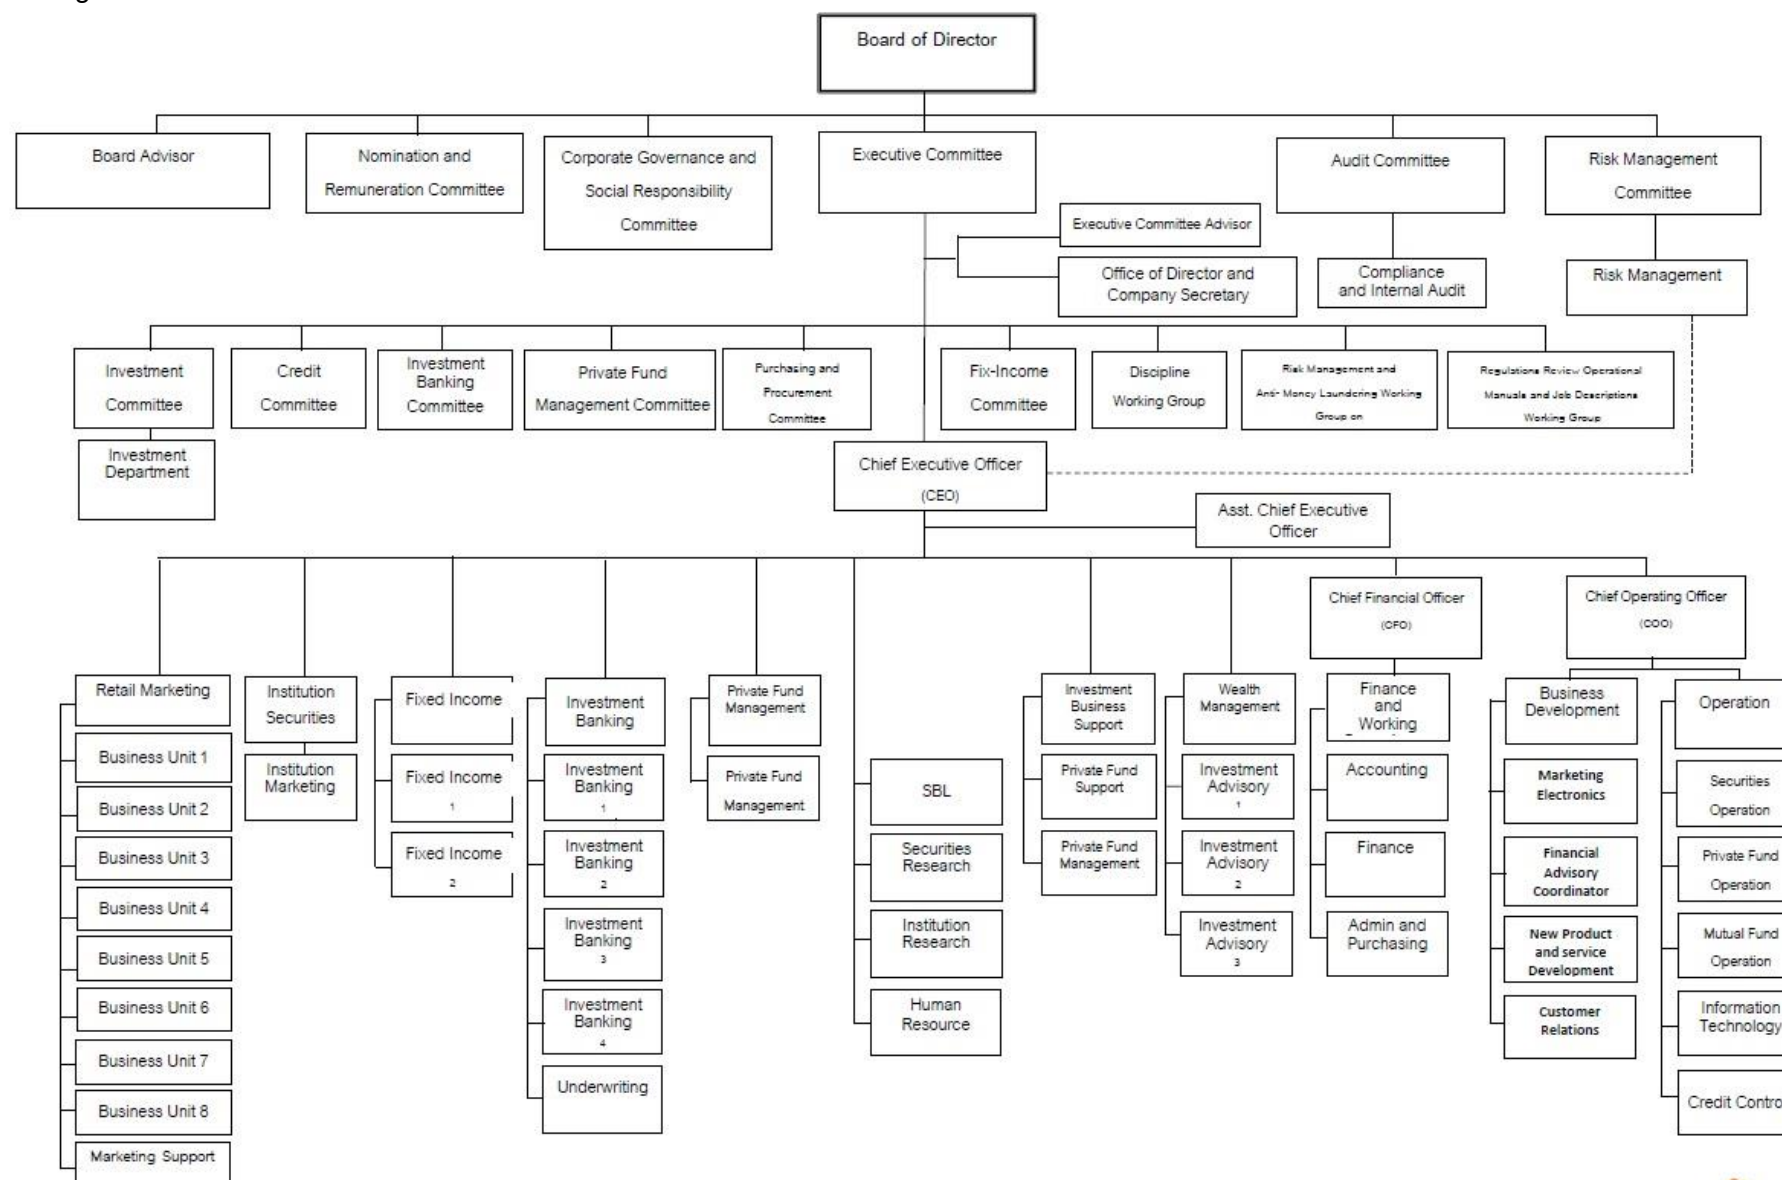 Board of Director
Board Advisor
Nomination and
Remuneration Committee
Corporate Governance and
Social Responsibility
Committee
Executive Committee
Audit Committee
Risk Management
Committee
Executive Committee Advisor
Office of Director and
Company Secretary
Compliance
and Internal Audit
Risk Management
Investment
Committee
Credit
Committee
Investment
Banking
Committee
Private Fund
Management Committee
Purchasing and
Procurement
Committee
Fix-Income
Committee
Discipline
Working Group
Risk Management and
Anti- Money Laundering Working
Group on
Regulations Review Operational
Manuals and Job Descriptions
Working Group
Investment
Department
Chief Executive Officer
(CEO)
Asst. Chief Executive
Officer
Chief Financial Officer
(CFO)
Chief Operating Officer
(COO)
Retail Marketing
Business Unit 1
Business Unit 2
Business Unit 3
Business Unit 4
Business Unit 5
Business Unit 6
Business Unit 7
Business Unit 8
Marketing Support
Institution
Securities
Institution
Marketing
Fixed Income
Fixed Income
1
Fixed Income
2
Investment
Banking
Investment
Banking
1
Investment
Banking
2
Investment
Banking
3
Investment
Banking
4
Underwriting
Private Fund
Management
Private Fund
Management
SBL
Securities
Research
Institution
Research
Human
Resource
Investment
Business
Support
Private Fund
Support
Private Fund
Management
Wealth
Management
Investment
Advisory
1
Investment
Advisory
2
Investment
Advisory
3
Finance
and
Working
Accounting
Finance
Admin and
Purchasing
Business
Development
Marketing
Electronics
Financial
Advisory
Coordinator
New Product
and service
Development
Customer
Relations
Operation
Securities
Operation
Private Fund
Operation
Mutual Fund
Operation
Information
Technology
Credit Contro